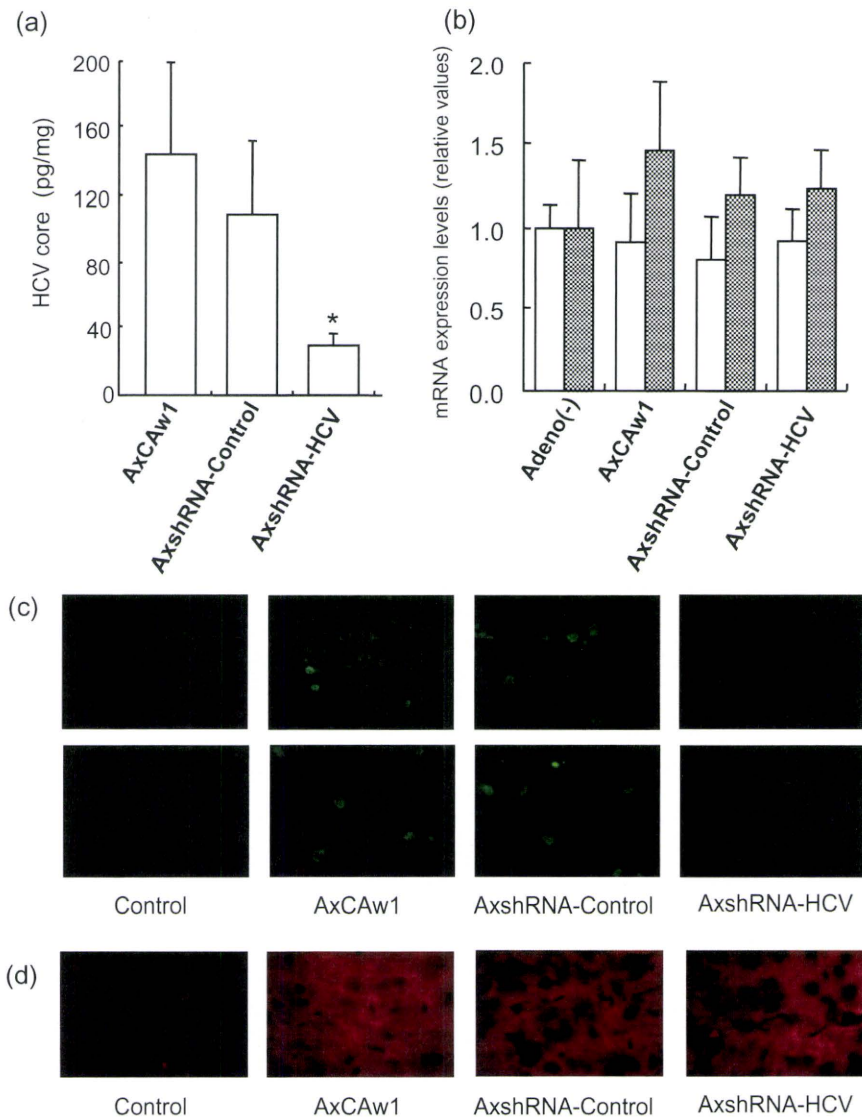 (a)
HCV core (pg/mg)
200
160
120
80
40
0
*
AxCAw1
AxshRNA-Control
AxshRNA-HCV
(b)
mRNA expression levels (relative values)
2.0
1.5
1.0
0.5
0.0
Adeno(-)
AxCAw1
AxshRNA-Control
AxshRNA-HCV
(c)
Control
AxCAw1
AxshRNA-Control
AxshRNA-HCV
(d)
Control
AxCAw1
AxshRNA-Control
AxshRNA-HCV